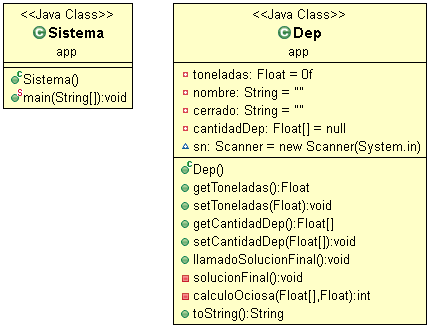 <<Java Class>>
Sistema
app
Sistema()
main(String[]):void
<<Java Class>>
Dep
app
toneladas: Float = 0f
nombre: String = ""
cerrado: String = ""
cantidadDep: Float[] = null
sn: Scanner = new Scanner(System.in)
Dep()
getToneladas():Float
setToneladas(Float):void
getCantidadDep():Float[]
setCantidadDep(Float[]):void
llamadoSolucionFinal():void
solucionFinal():void
calculoOciosa(Float[],Float):int
toString():String